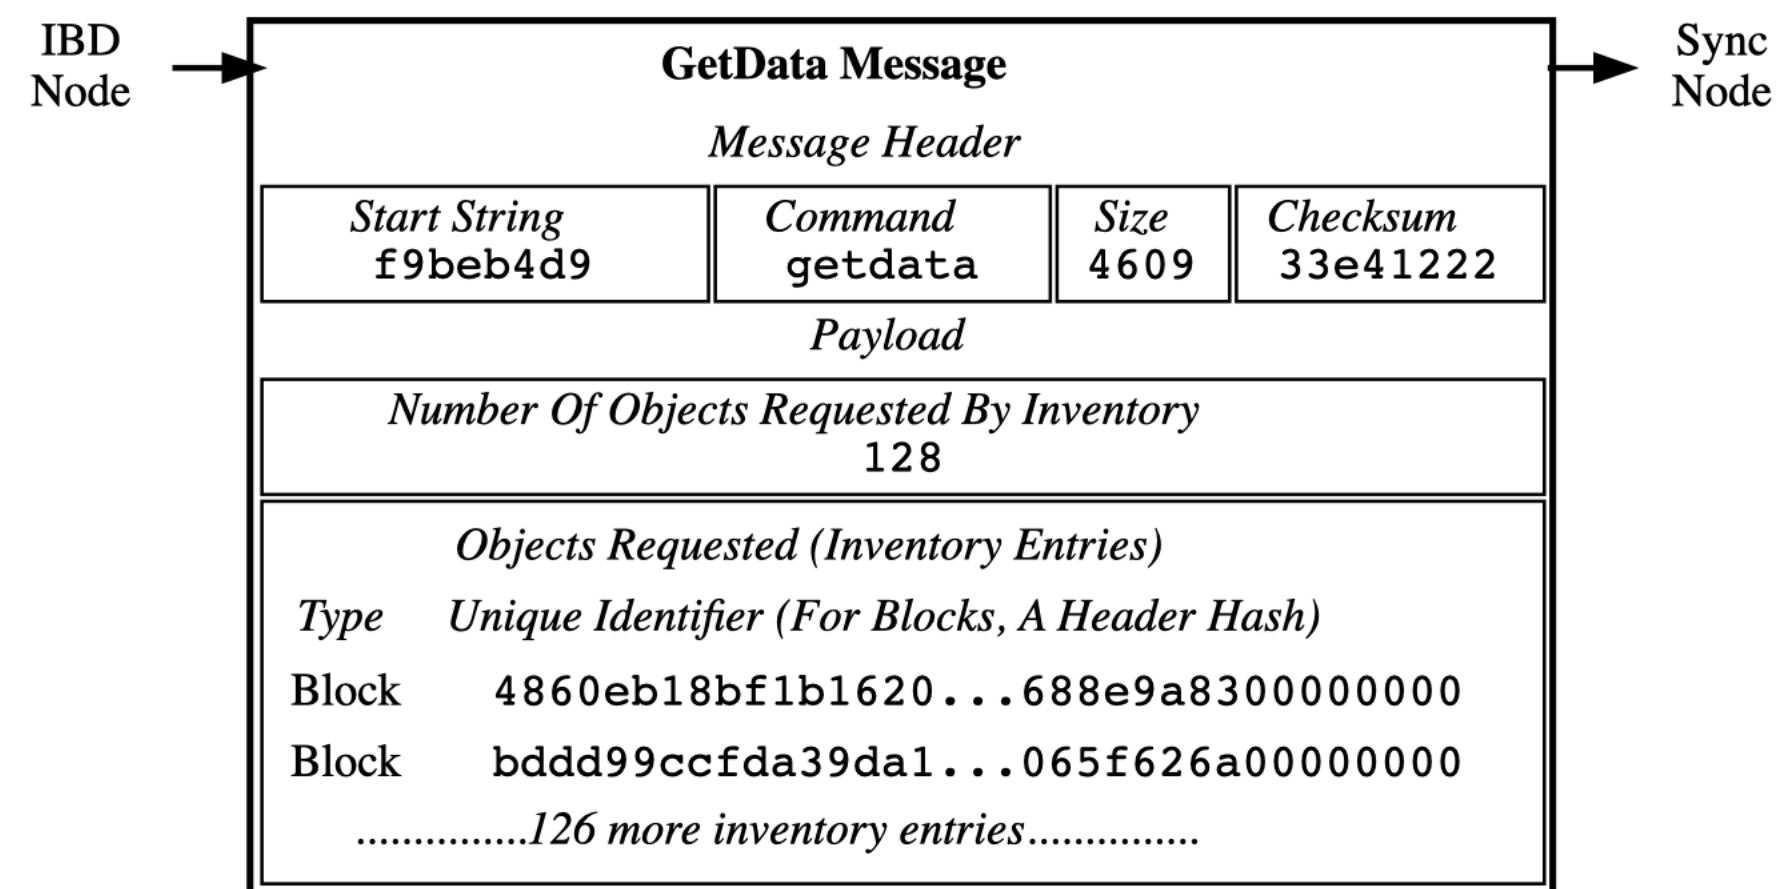 IBD
Node
GetData Message
Sync
Node
Message Header
Start String
f9beb4d9
Command
getdata
Size
4609
Checksum
33e41222
Payload
Number Of Objects Requested By Inventory
128
Objects Requested (Inventory Entries)
Type Unique Identifier (For Blocks, A Header Hash)
Block 4860eb18bf1b1620...688e9a8300000000
Block bddd99ccfda39da1...065f626a00000000
...............126 more inventory entries...............